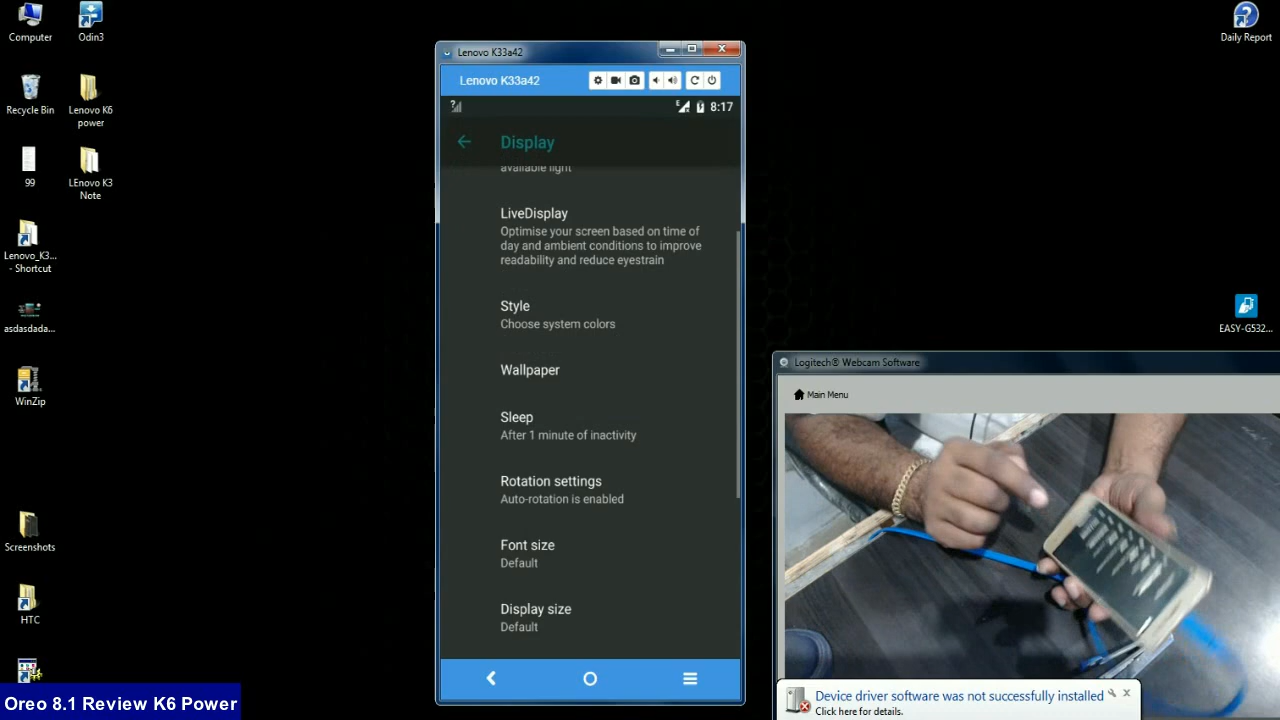 Computer
Odin3
Daily Report
Recycle Bin
Lenovo K6
power
99
LEnovo K3
Note
Lenovo_K3...
- Shortcut
asdasdada...
WinZip
Screenshots
HTC
EASY-G532...
Lenovo K33a42
Lenovo K33a42
8:17
Display
available light
LiveDisplay
Optimise your screen based on time of
day and ambient conditions to improve
readability and reduce eyestrain
Style
Choose system colors
Wallpaper
Sleep
After 1 minute of inactivity
Rotation settings
Auto-rotation is enabled
Font size
Default
Display size
Default
Logitech® Webcam Software
Main Menu
Device driver software was not successfully installed
Click here for details.
Oreo 8.1 Review K6 Power